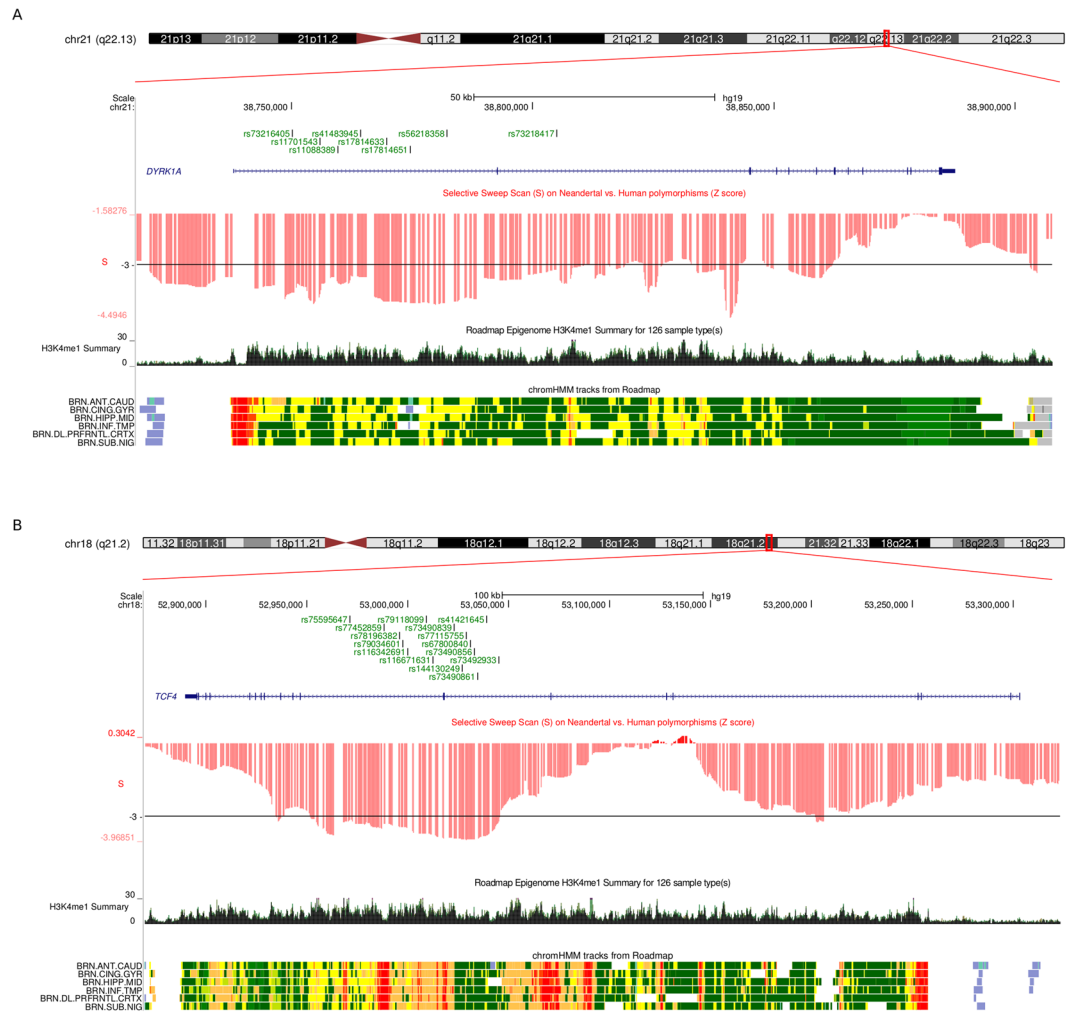 A
chr21 (q22.13) 21p13 21p12 21p11.2 q11.2 21q21.1 21q21.2 21q21.3 21q22.11 q22.12 q22.13 21q22.2 21q22.3
Scale 50 kb hg19
chr21: 38,750,000 38,800,000 38,850,000 38,900,000
rs73216405 rs41483945 rs56218358 rs73218417
rs11701543 rs17814633
rs11088389 rs17814651
DYRK1A
Selective Sweep Scan (S) on Neandertal vs. Human polymorphisms (Z score)
-1.58276
S
-3 -
-4.4946
Roadmap Epigenome H3K4me1 Summary for 126 sample type(s)
30
H3K4me1 Summary
0
chromHMM tracks from Roadmap
BRN.ANT.CAUD
BRN.CING.GYR
BRN.HIPP.MID
BRN.INF.TMP
BRN.DL.PRFRNTL.CRTX
BRN.SUB.NIG
B
chr18 (q21.2) 11.32 18p11.31 18p11.21 18q11.2 18q12.1 18q12.2 18q12.3 18q21.1 18q21.2 21.32 21.33 18q22.1 18q22.3 18q23
Scale 100 kb hg19
chr18: 52,900,000 52,950,000 53,000,000 53,050,000 53,100,000 53,150,000 53,200,000 53,250,000 53,300,000
rs75595647 rs79118099 rs41421645
rs77452859 rs73490839
rs78196382 rs77115755
rs79034601 rs67800840
rs116342691 rs73490856
rs116671631 rs73492933
rs144130249
rs73490861
TCF4
Selective Sweep Scan (S) on Neandertal vs. Human polymorphisms (Z score)
0.3042
S
-3 -
-3.96851
Roadmap Epigenome H3K4me1 Summary for 126 sample type(s)
30
H3K4me1 Summary
0
chromHMM tracks from Roadmap
BRN.ANT.CAUD
BRN.CING.GYR
BRN.HIPP.MID
BRN.INF.TMP
BRN.DL.PRFRNTL.CRTX
BRN.SUB.NIG